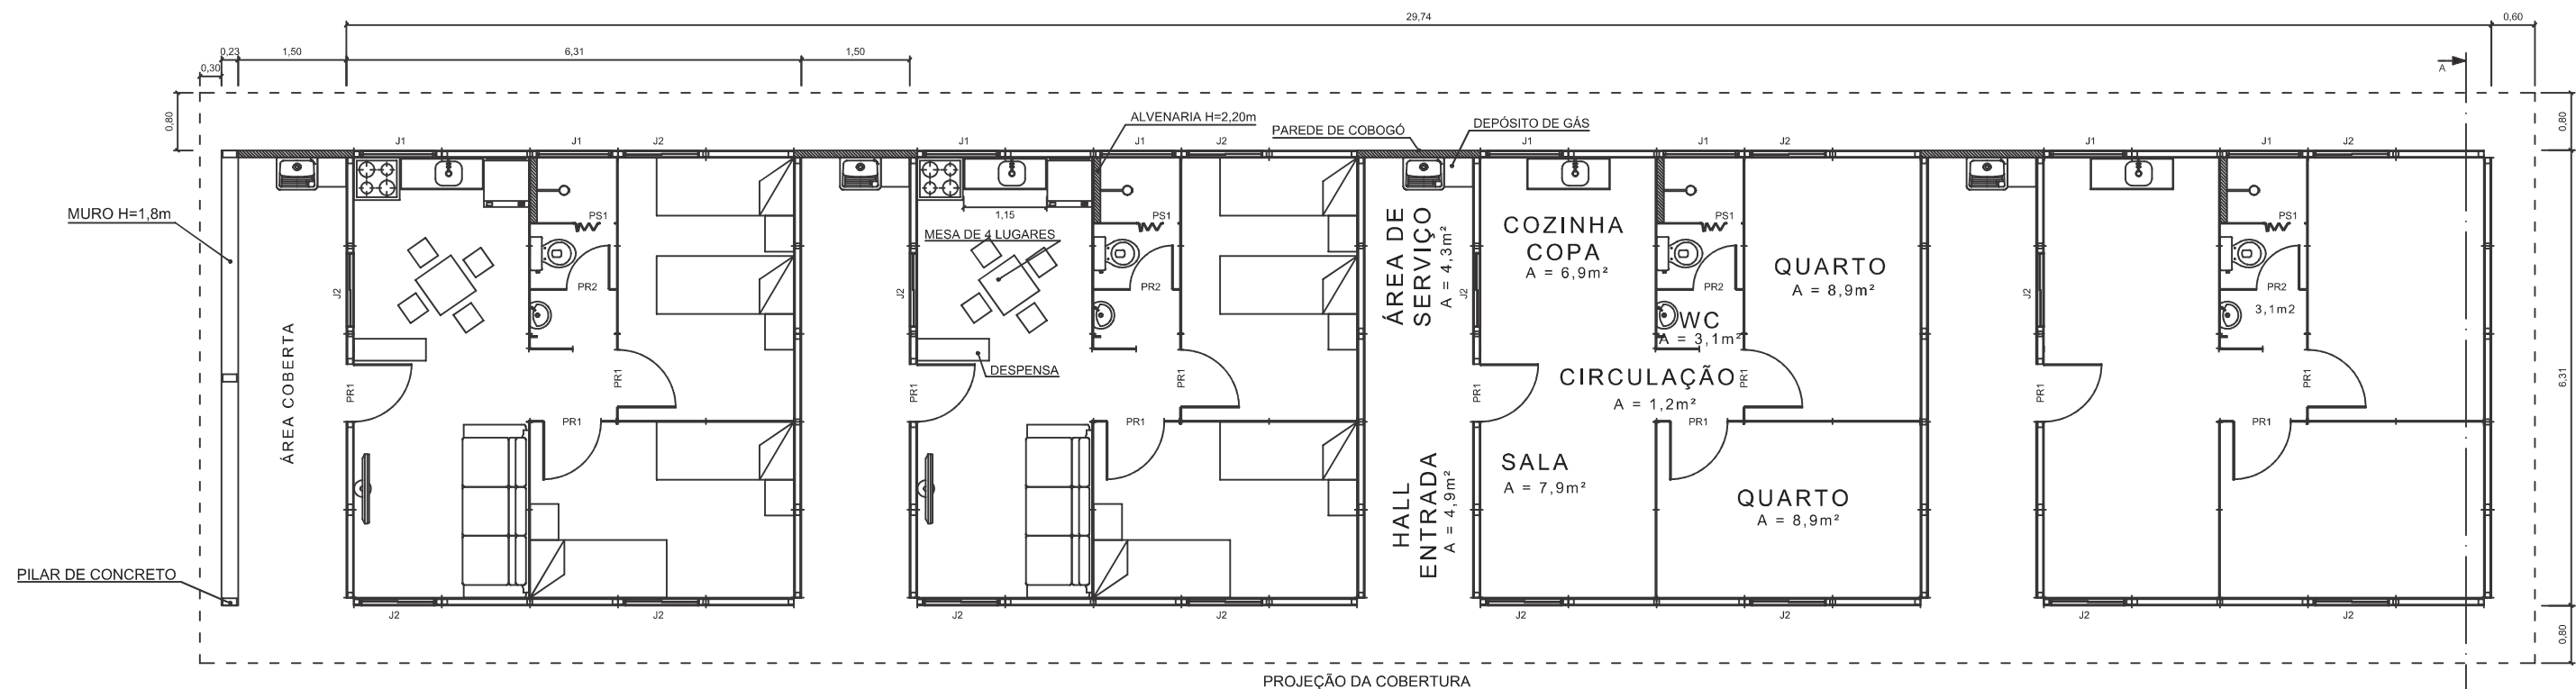 29,74
0,60
0,23
1,50
6,31
1,50
0,30
A
0,80
0,80
ALVENARIA H=2,20m
PAREDE DE COBOGÓ
DEPÓSITO DE GÁS
J1
J1
J2
J1
J1
J2
J1
J1
J2
J1
J1
J2
MURO H=1,8m
PS1
1,15
PS1
PS1
PS1
MESA DE 4 LUGARES
ÁREA DE
SERVIÇO
A = 4,3m²
COZINHA
COPA
A = 6,9m²
QUARTO
A = 8,9m²
J2
PR2
J2
PR2
J2
PR2
J2
PR2
3,1m2
WC
A = 3,1m²
ÁREA COBERTA
DESPENSA
CIRCULAÇÃO
A = 1,2m²
PR1
PR1
PR1
PR1
PR1
PR1
PR1
PR1
6,31
PR1
PR1
PR1
PR1
HALL
ENTRADA
A = 4,9m²
SALA
A = 7,9m²
QUARTO
A = 8,9m²
PILAR DE CONCRETO
J2
J2
J2
J2
J2
J2
J2
J2
0,80
PROJEÇÃO DA COBERTURA